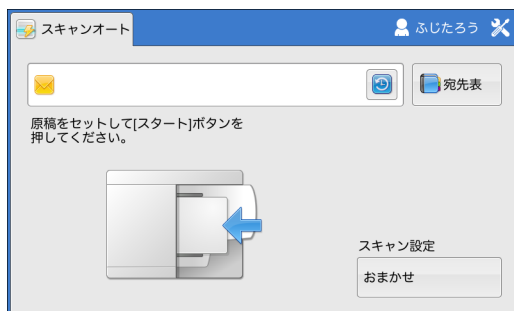 スキャンオート
ふじたろう
宛先表
原稿をセットして[スタート]ボタンを
押してください。
スキャン設定
おまかせ